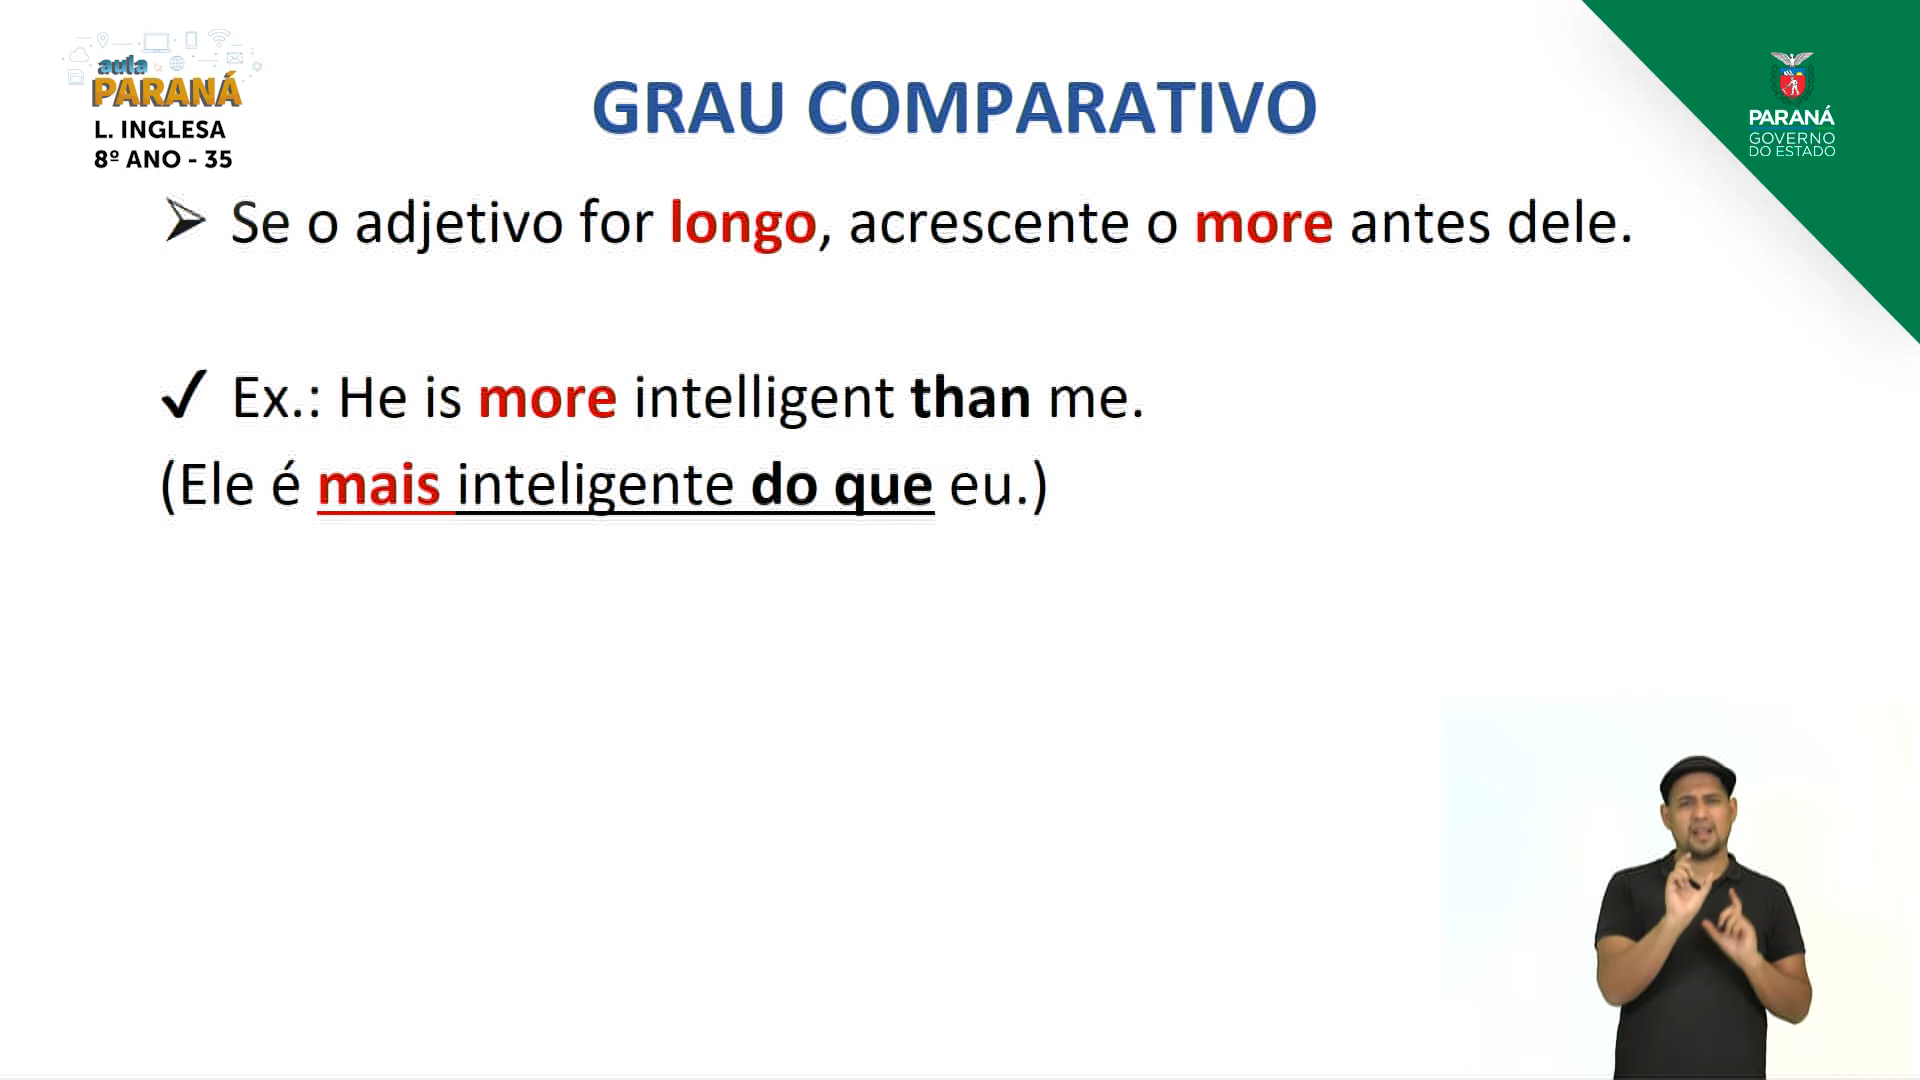 aula
PARANÁ
L. INGLESA
8º ANO - 35
GRAU COMPARATIVO
PARANÁ
GOVERNO
DO ESTADO
➢ Se o adjetivo for longo, acrescente o more antes dele.
✓ Ex.: He is more intelligent than me.
(Ele é mais inteligente do que eu.)